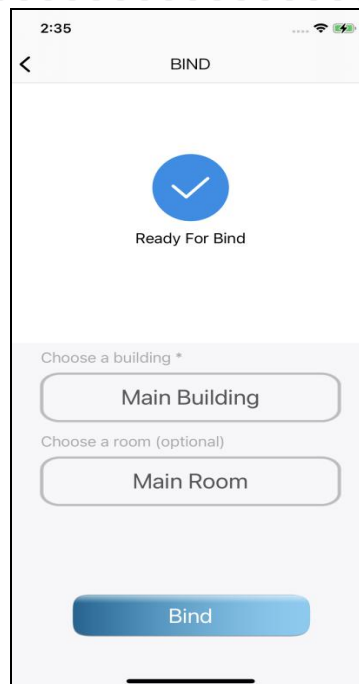 2:35
BIND
Ready For Bind
Choose a building *
Main Building
Choose a room (optional)
Main Room
Bind